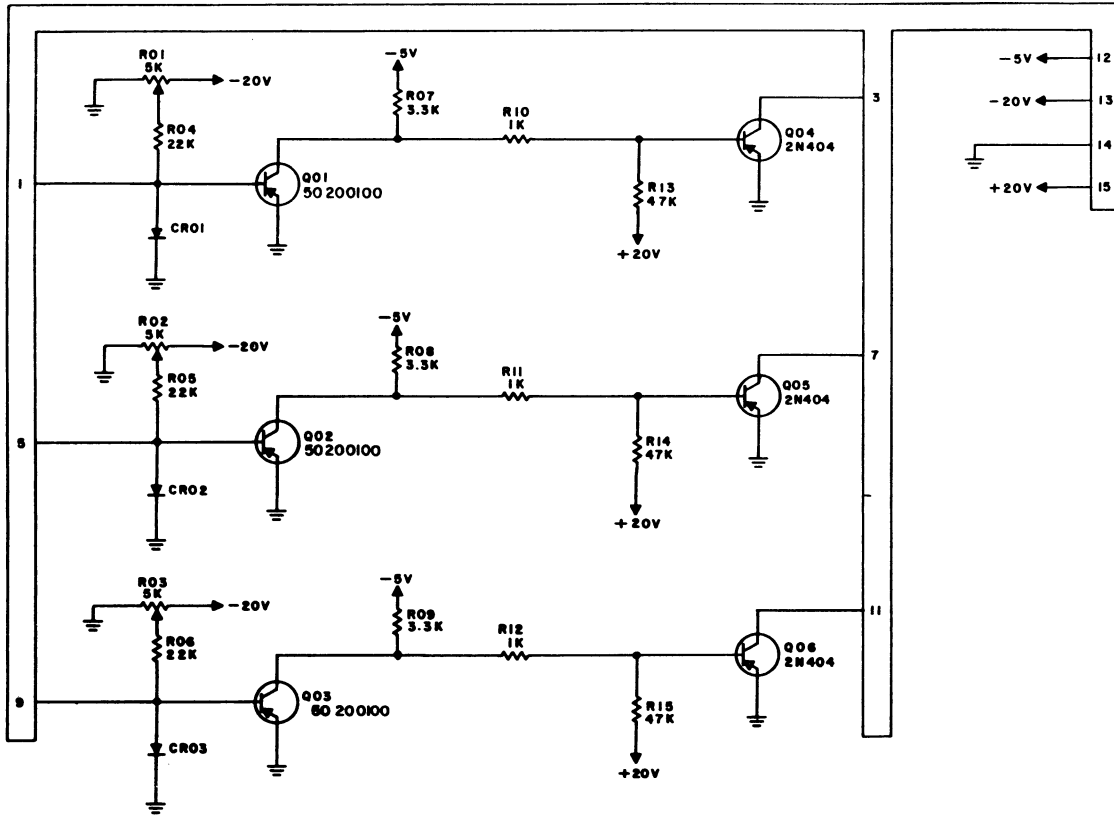 R01
5K
-20V
R04
22K
1
CR01
Q01
50200100
-5V
R07
3.3K
R10
1K
R13
47K
+20V
Q04
2N404
3
-5V
12
-20V
13
14
+20V
15
R02
5K
-20V
R05
22K
5
CR02
Q02
50200100
-5V
R08
3.3K
R11
1K
R14
47K
+20V
Q05
2N404
7
R03
5K
-20V
R06
22K
9
CR03
Q03
50200100
-5V
R09
3.3K
R12
1K
R15
47K
+20V
Q06
2N404
11